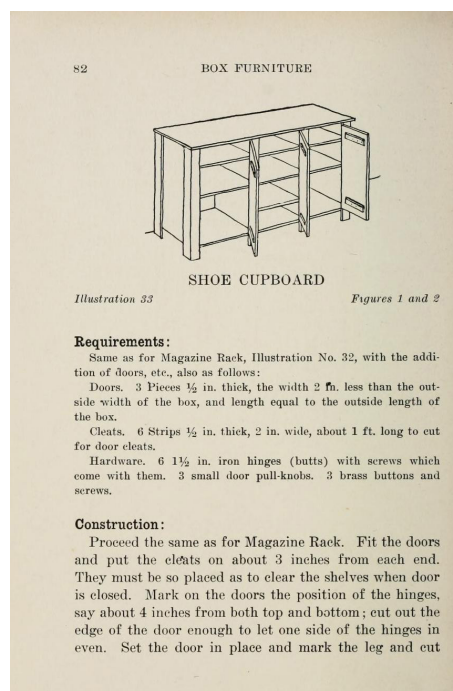 82
BOX FURNITURE
SHOE CUPBOARD
Illustration 33
Figures 1 and 2
Requirements:
Same as for Magazine Rack, Illustration No. 32, with the addi-
tion of doors, etc., also as follows:
Doors. 3 Pieces ½ in. thick, the width 2 in. less than the out-
side width of the box, and length equal to the outside length of
the box.
Cleats. 6 Strips ½ in. thick, 2 in. wide, about 1 ft. long to cut
for door cleats.
Hardware. 6 1½ in. iron hinges (butts) with screws which
come with them. 3 small door pull-knobs. 3 brass buttons and
screws.
Construction:
Proceed the same as for Magazine Rack. Fit the doors
and put the cleats on about 3 inches from each end.
They must be so placed as to clear the shelves when door
is closed. Mark on the doors the position of the hinges,
say about 4 inches from both top and bottom; cut out the
edge of the door enough to let one side of the hinges in
even. Set the door in place and mark the leg and cut